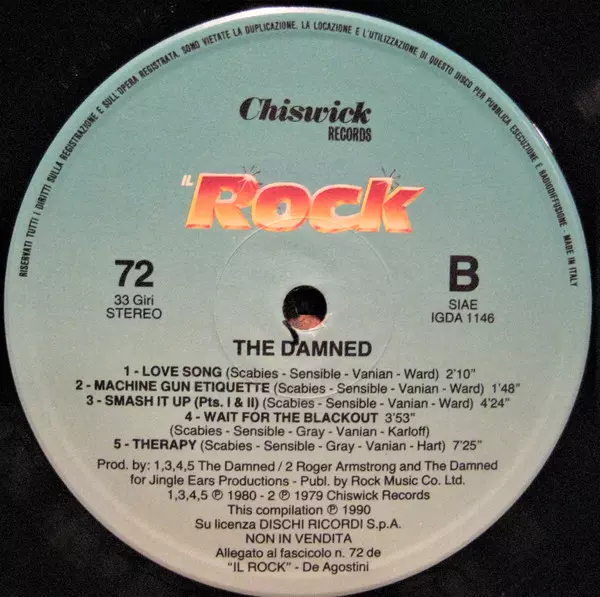 RISERVATI TUTTI I DIRITTI SULLA REGISTRAZIONE E SULL'OPERA REGISTRATA. SONO VIETATE LA DUPLICAZIONE, LA LOCAZIONE E L'UTILIZZAZIONE DI QUESTO DISCO PER PUBBLICA ESECUZIONE E RADIODIFFUSIONE - MADE IN ITALY
Chiswick
RECORDS
IL Rock
72
33 Giri
STEREO
B
SIAE
IGDA 1146
THE DAMNED
1 - LOVE SONG (Scabies - Sensible - Vanian - Ward) 2'10"
2 - MACHINE GUN ETIQUETTE (Scabies - Sensible - Vanian - Ward) 1'48"
3 - SMASH IT UP (Pts. I & II) (Scabies - Sensible - Vanian - Ward) 4'24"
4 - WAIT FOR THE BLACKOUT 3'53"
(Scabies - Sensible - Gray - Vanian - Karloff)
5 - THERAPY (Scabies - Sensible - Gray - Vanian - Hart) 7'25"
Prod. by: 1,3,4,5 The Damned / 2 Roger Armstrong and The Damned
for Jingle Ears Productions - Publ. by Rock Music Co. Ltd.
1,3,4,5 ℗ 1980 - 2 ℗ 1979 Chiswick Records
This compilation ℗ 1990
Su licenza DISCHI RICORDI S.p.A.
NON IN VENDITA
Allegato al fascicolo n. 72 de
"IL ROCK" - De Agostini